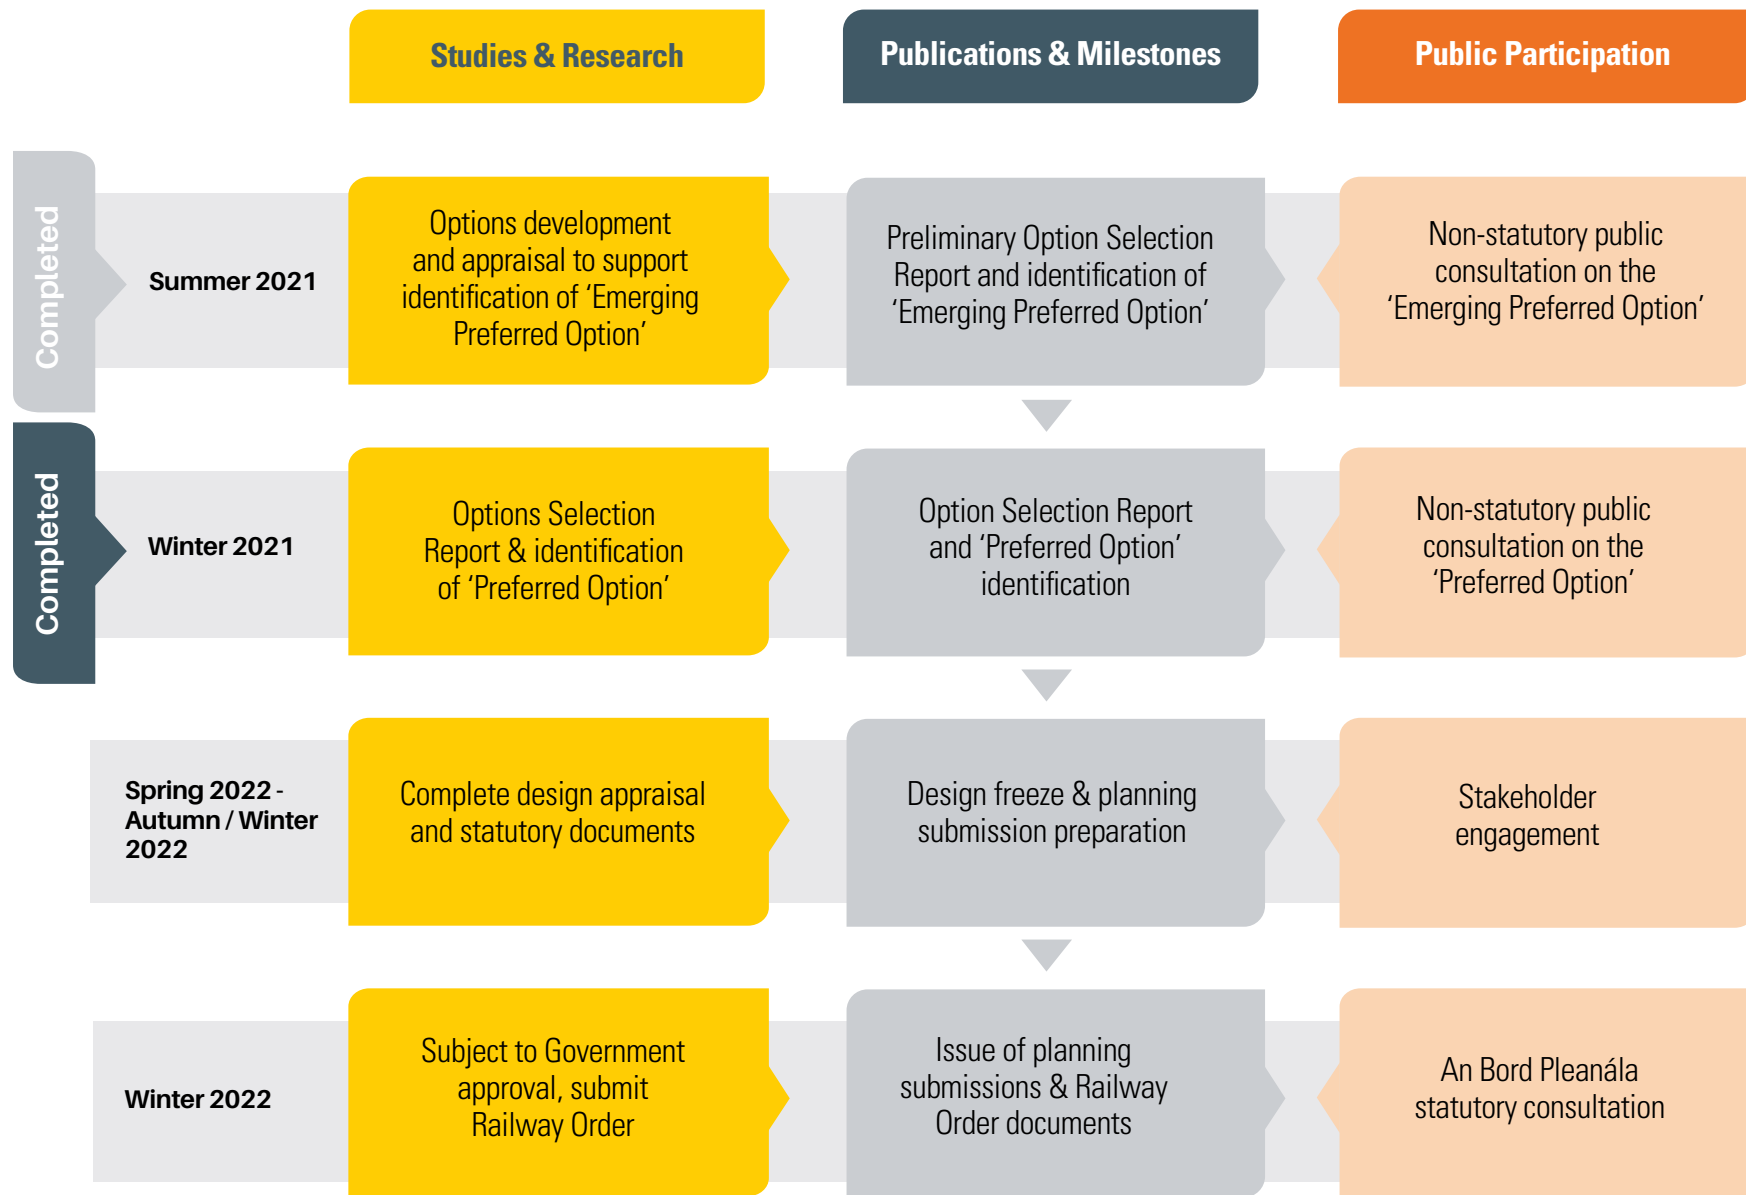 Studies & Research
Publications & Milestones
Public Participation
Completed
Summer 2021
Options development
and appraisal to support
identification of ‘Emerging
Preferred Option’
Preliminary Option Selection
Report and identification of
‘Emerging Preferred Option’
Non-statutory public
consultation on the
‘Emerging Preferred Option’
Completed
Winter 2021
Options Selection
Report & identification
of ‘Preferred Option’
Option Selection Report
and ‘Preferred Option’
identification
Non-statutory public
consultation on the
‘Preferred Option’
Spring 2022 -
Autumn / Winter
2022
Complete design appraisal
and statutory documents
Design freeze & planning
submission preparation
Stakeholder
engagement
Winter 2022
Subject to Government
approval, submit
Railway Order
Issue of planning
submissions & Railway
Order documents
An Bord Pleanála
statutory consultation